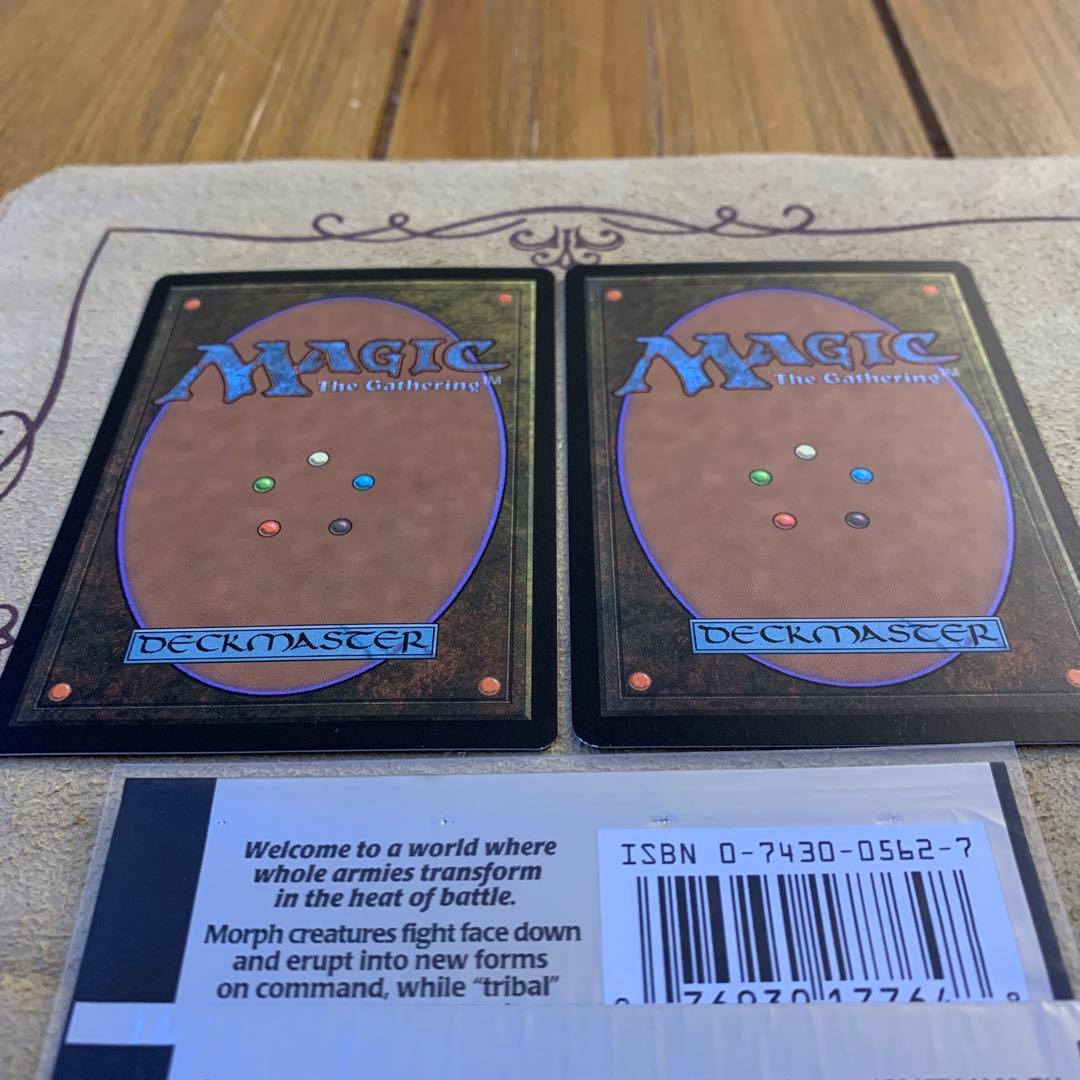 MAGIC
The Gathering™
DECKMASTER
MAGIC
The Gathering™
DECKMASTER
Welcome to a world where
whole armies transform
in the heat of battle.
Morph creatures fight face down
and erupt into new forms
on command, while “tribal”
ISBN 0-7430-0562-7
76930 17764